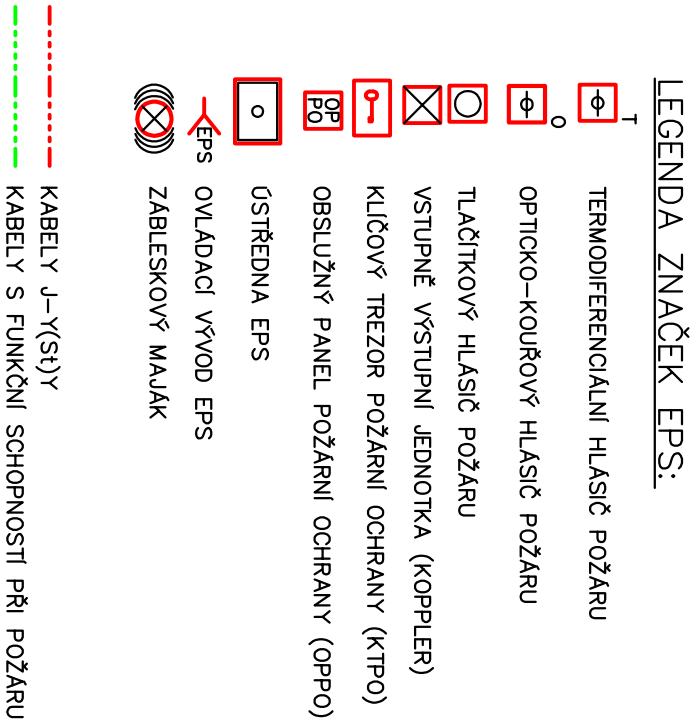 LEGENDA ZNAČEK EPS:
T
TERMODIFERENCIÁLNÍ HLÁSIČ POŽÁRU
O
OPTICKO-KOUŘOVÝ HLÁSIČ POŽÁRU
TLAČÍTKOVÝ HLÁSIČ POŽÁRU
VSTUPNĚ VÝSTUPNÍ JEDNOTKA (KOPPLER)
KLÍČOVÝ TREZOR POŽÁRNÍ OCHRANY (KTPO)
OP
PO
OBSLUŽNÝ PANEL POŽÁRNÍ OCHRANY (OPPO)
ÚSTŘEDNA EPS
EPS
OVLÁDACÍ VÝVOD EPS
ZÁBLESKOVÝ MAJÁK
KABELY J-Y(St)Y
KABELY S FUNKČNÍ SCHOPNOSTÍ PŘI POŽÁRU